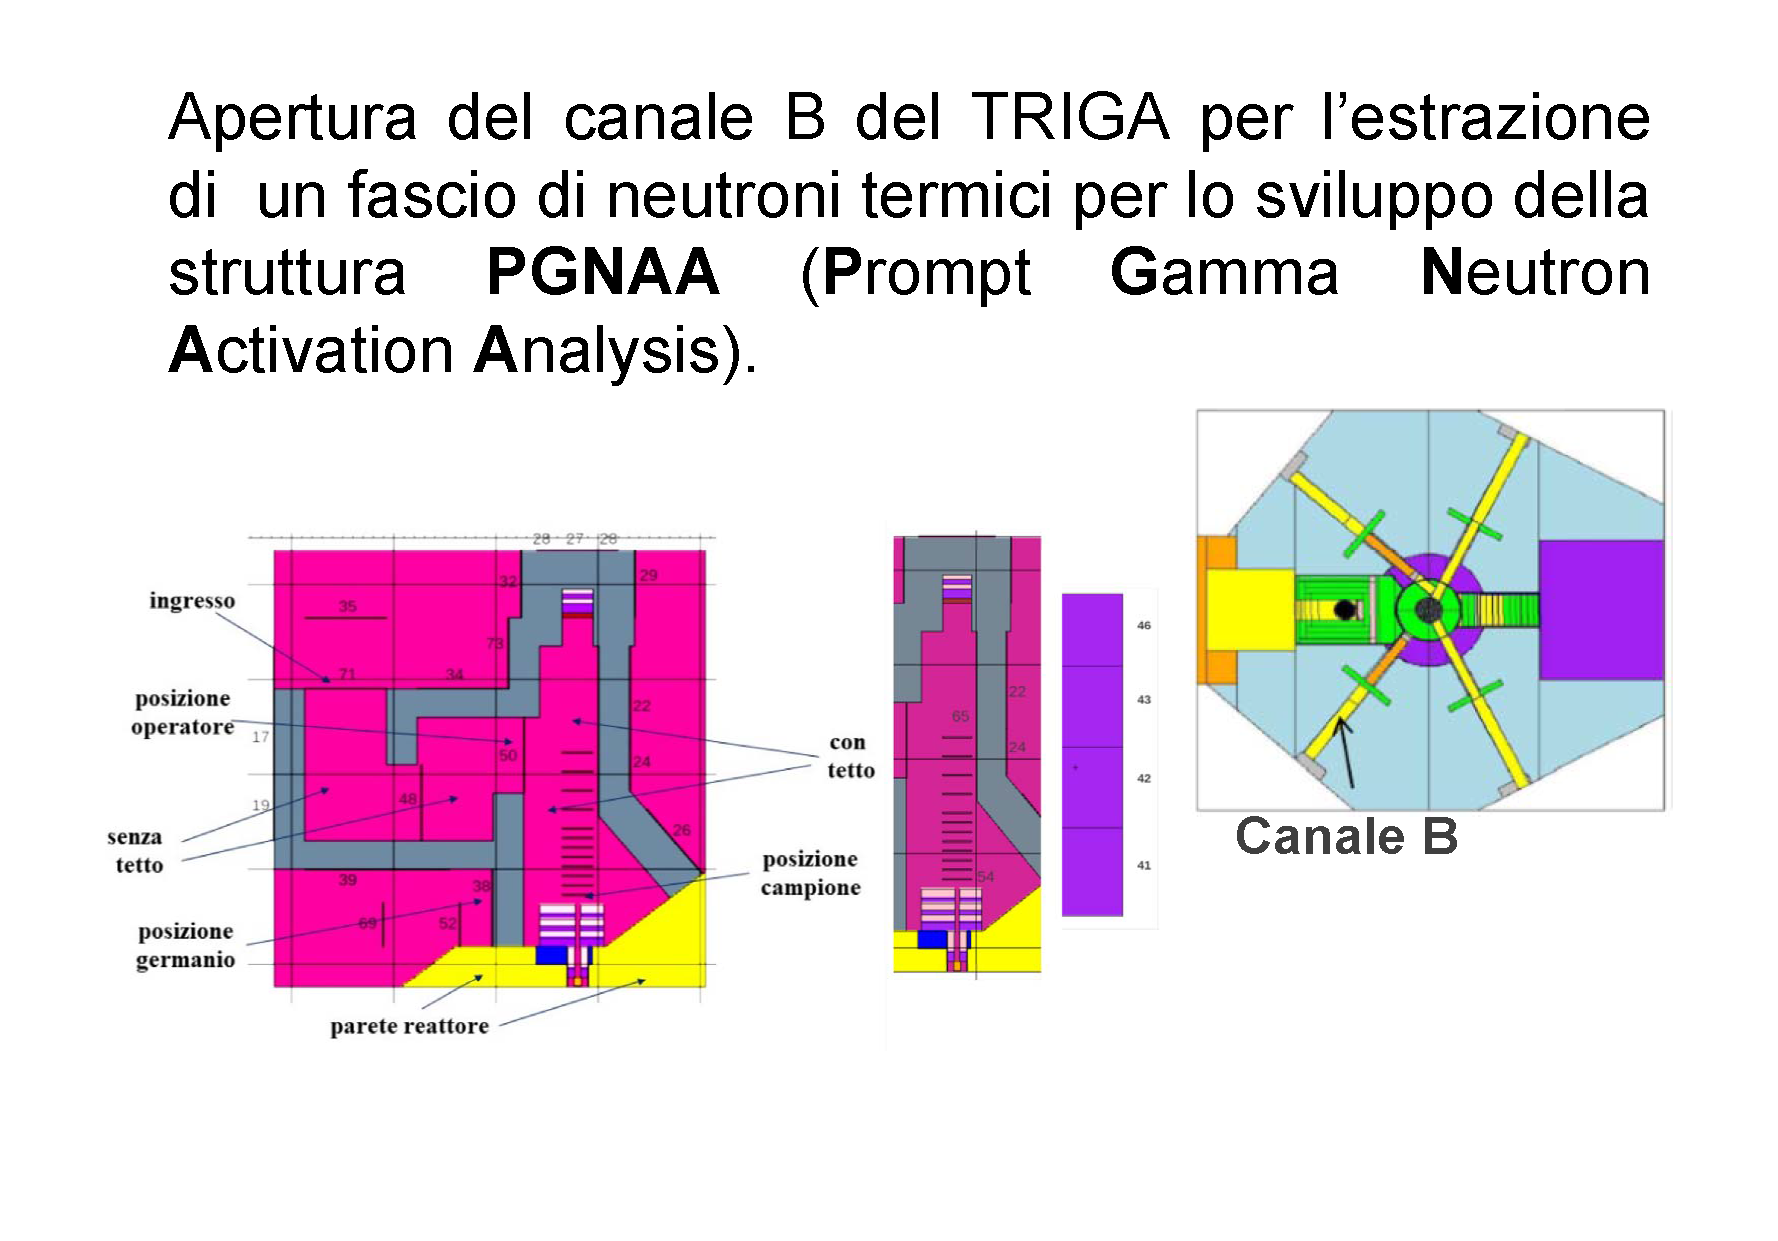 Apertura del canale B del TRIGA per l’estrazione
di un fascio di neutroni termici per lo sviluppo della
struttura PGNAA (Prompt Gamma Neutron
Activation Analysis).
28 27 28
32
29
ingresso
35
73
71
34
posizione
operatore
22
17
50
24
con
tetto
19
48
senza
tetto
26
posizione
campione
39
38
69
52
posizione
germanio
parete reattore
22
65
24
54
46
43
42
41
Canale B